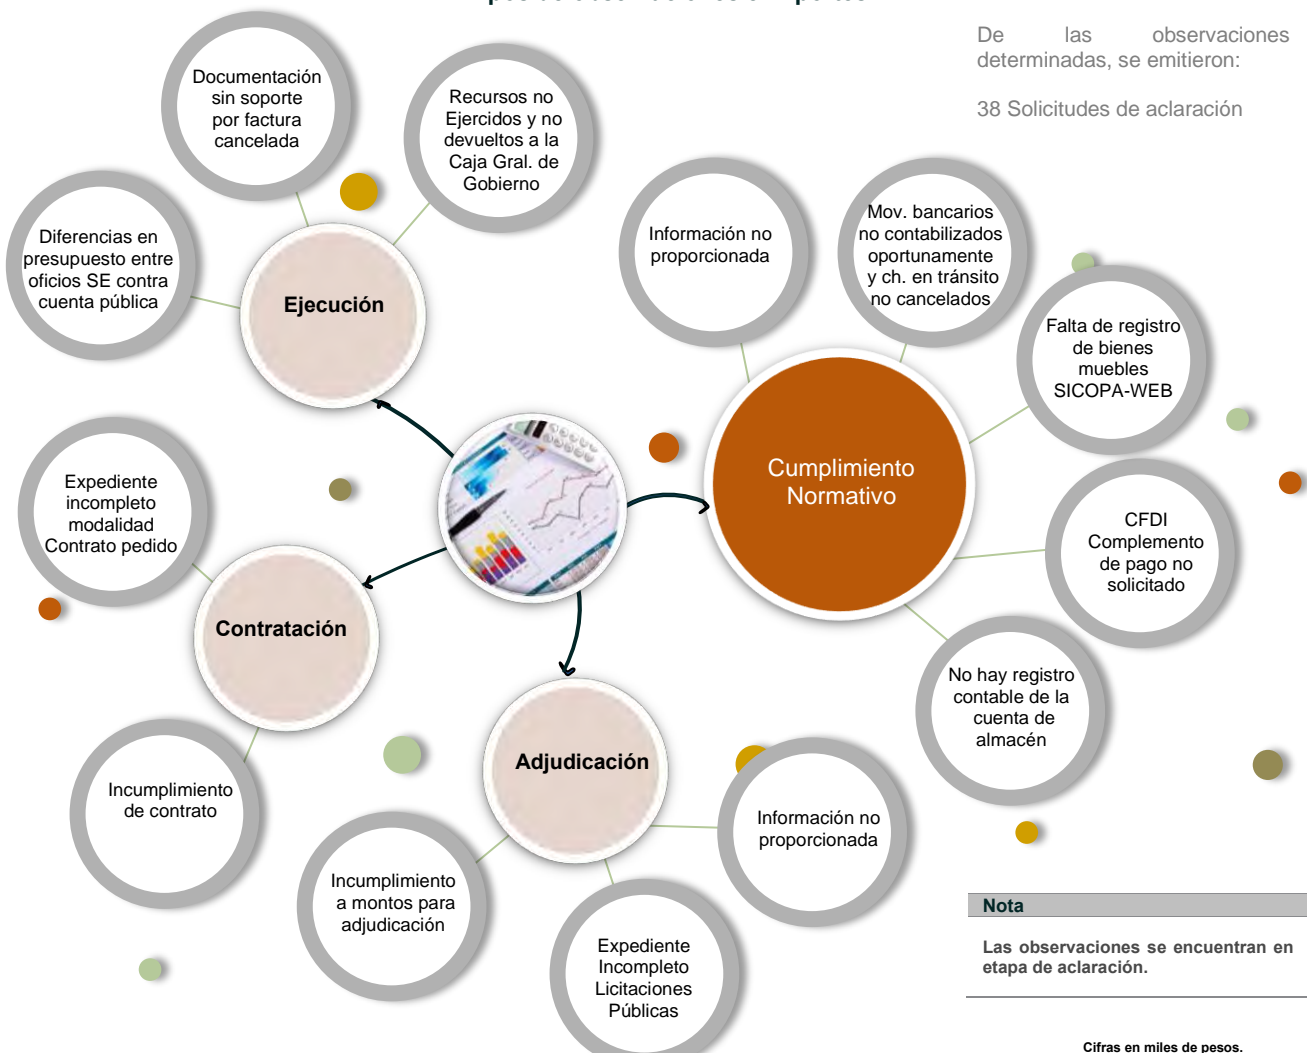 De las observaciones
determinadas, se emitieron:
38 Solicitudes de aclaración
Documentación
sin soporte
por factura
cancelada
Recursos no
Ejercidos y no
devueltos a la
Caja Gral. de
Gobierno
Diferencias en
presupuesto entre
oficios SE contra
cuenta pública
Ejecución
Información no
proporcionada
Mov. bancarios
no contabilizados
oportunamente
y ch. en tránsito
no cancelados
Falta de registro
de bienes
muebles
SICOPA-WEB
Cumplimiento
Normativo
CFDI
Complemento
de pago no
solicitado
No hay registro
contable de la
cuenta de
almacén
Expediente
incompleto
modalidad
Contrato pedido
Contratación
Incumplimiento
de contrato
Adjudicación
Incumplimiento
a montos para
adjudicación
Expediente
Incompleto
Licitaciones
Públicas
Información no
proporcionada
Nota
Las observaciones se encuentran en
etapa de aclaración.
Cifras en miles de pesos.